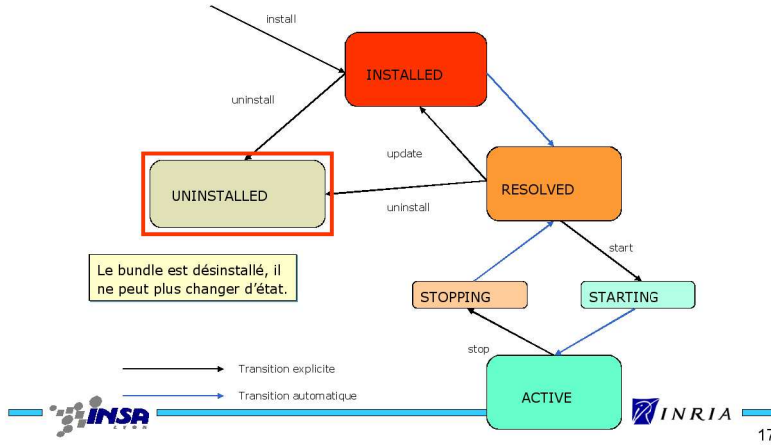 install
INSTALLED
uninstall
update
UNINSTALLED
RESOLVED
uninstall
start
Le bundle est désinstallé, il
ne peut plus changer d'état.
STOPPING
STARTING
stop
Transition explicite
ACTIVE
Transition automatique
INSA
LYON
INRIA
17